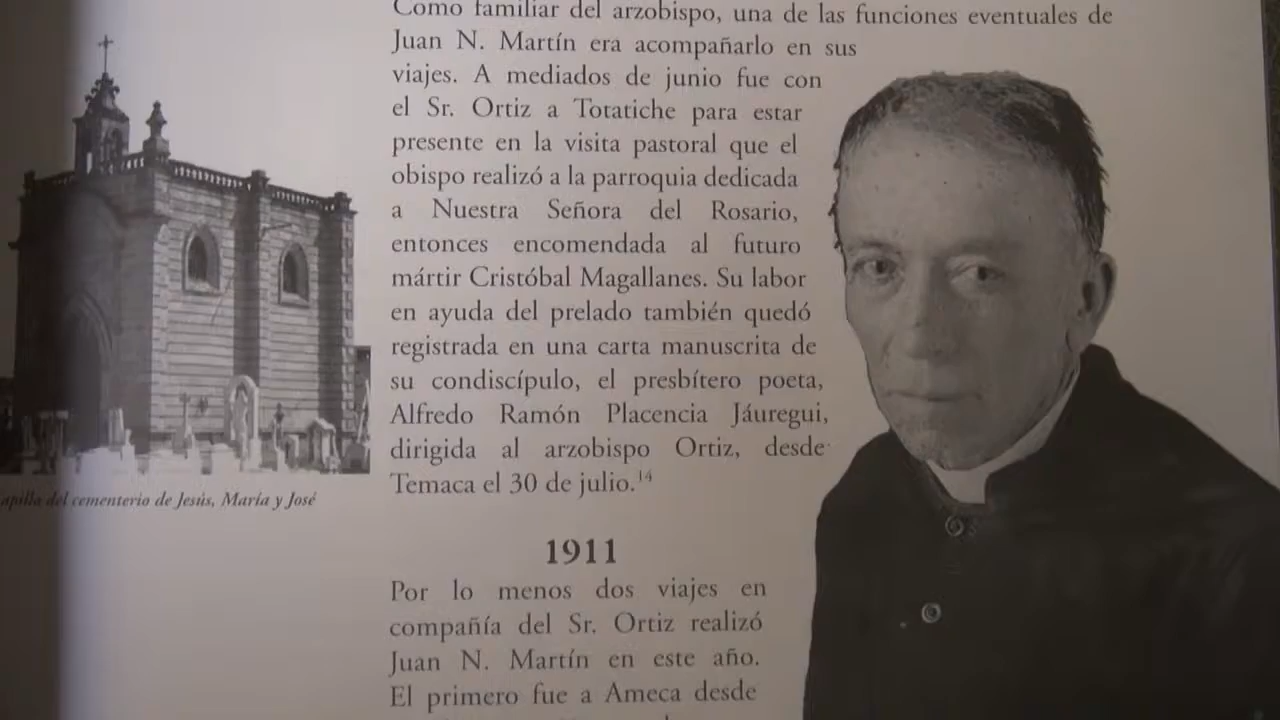 Como familiar del arzobispo, una de las funciones eventuales de
Juan N. Martín era acompañarlo en sus
viajes. A mediados de junio fue con
el Sr. Ortiz a Totatiche para estar
presente en la visita pastoral que el
obispo realizó a la parroquia dedicada
a Nuestra Señora del Rosario,
entonces encomendada al futuro
mártir Cristóbal Magallanes. Su labor
en ayuda del prelado también quedó
registrada en una carta manuscrita de
su condiscípulo, el presbítero poeta,
Alfredo Ramón Placencia Jáuregui,
dirigida al arzobispo Ortiz, desde
Temaca el 30 de julio.14
apilla del cementerio de Jesús, María y José
1911
Por lo menos dos viajes en
compañía del Sr. Ortiz realizó
Juan N. Martín en este año.
El primero fue a Ameca desde